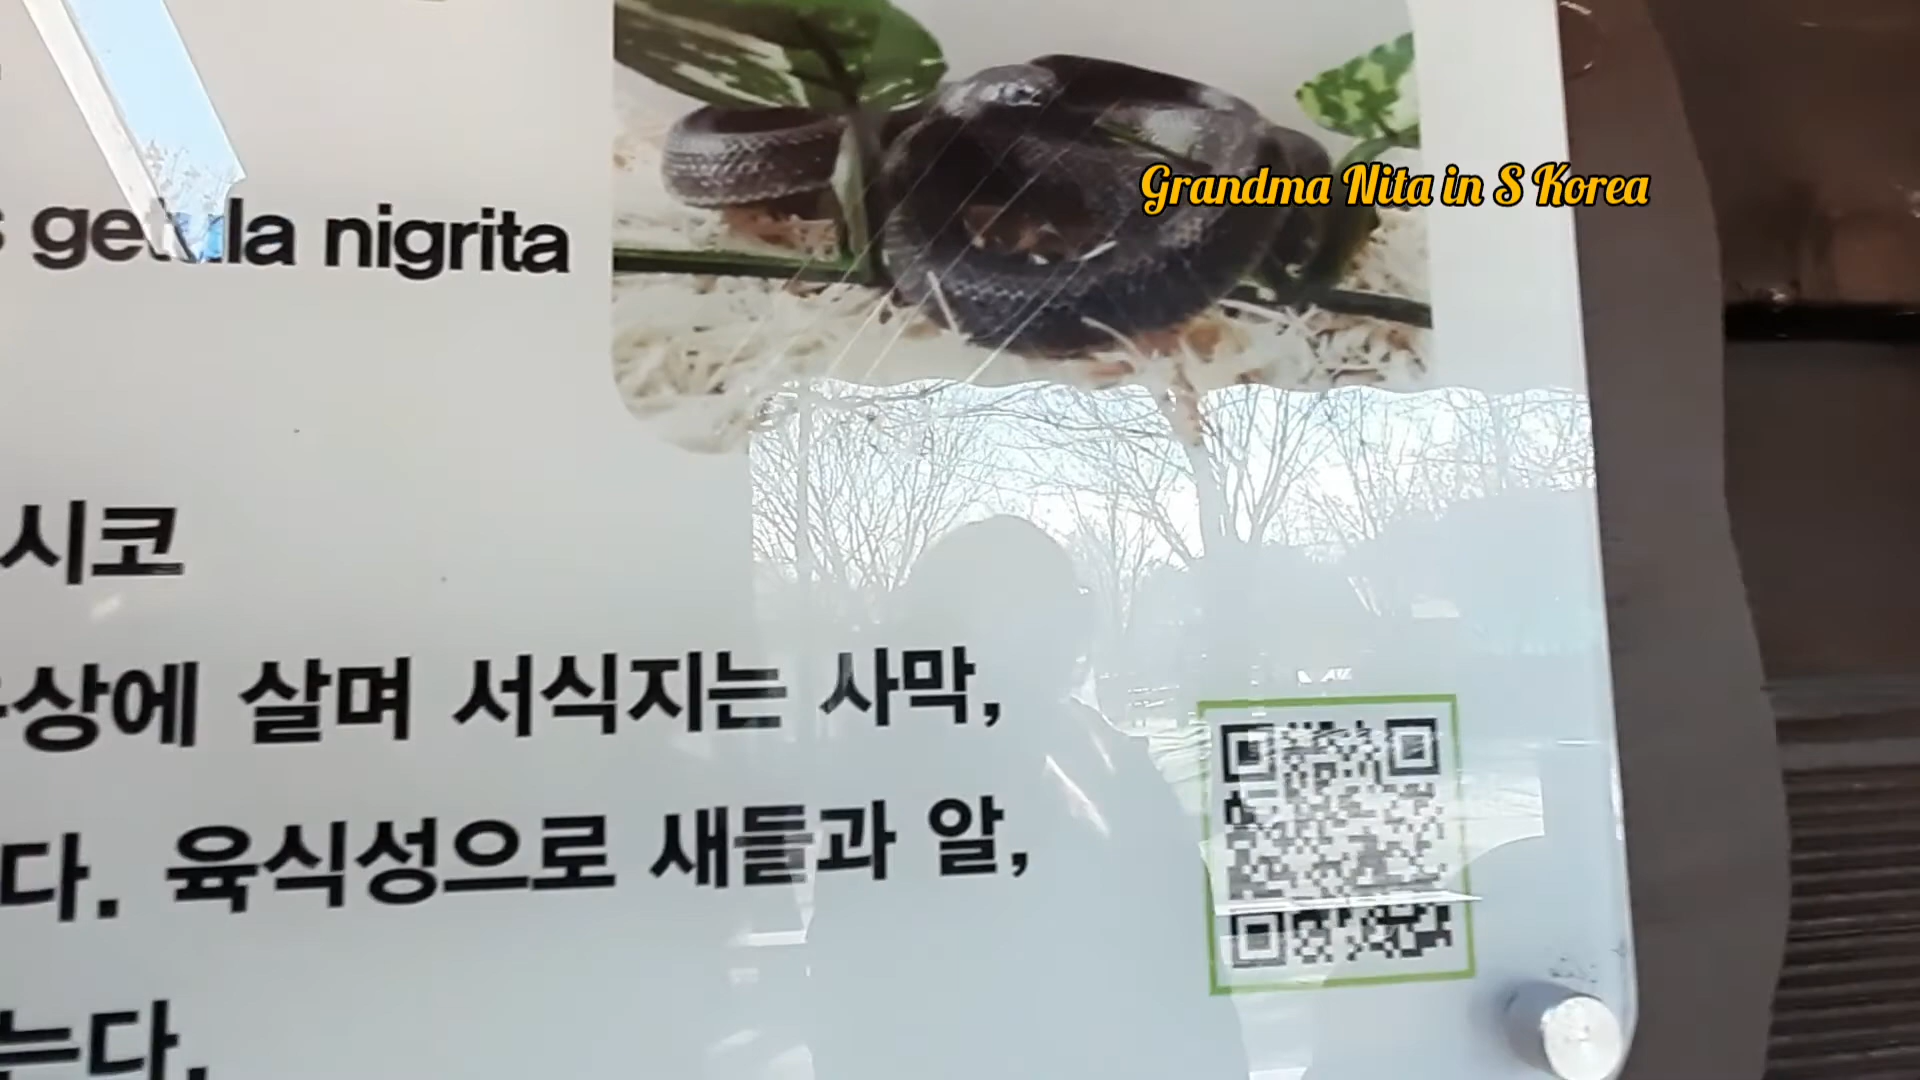 Grandma Nita in S Korea
nigrita
시코
상에 살며 서식지는 사막,
다. 육식성으로 새들과 알,
는다.